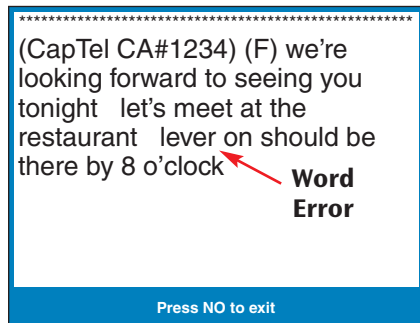 ****************************************************
(CapTel CA#1234) (F) we're
looking forward to seeing you
tonight   let's meet at the
restaurant   lever on should be
there by 8 o'clock
Word
Error
Press NO to exit